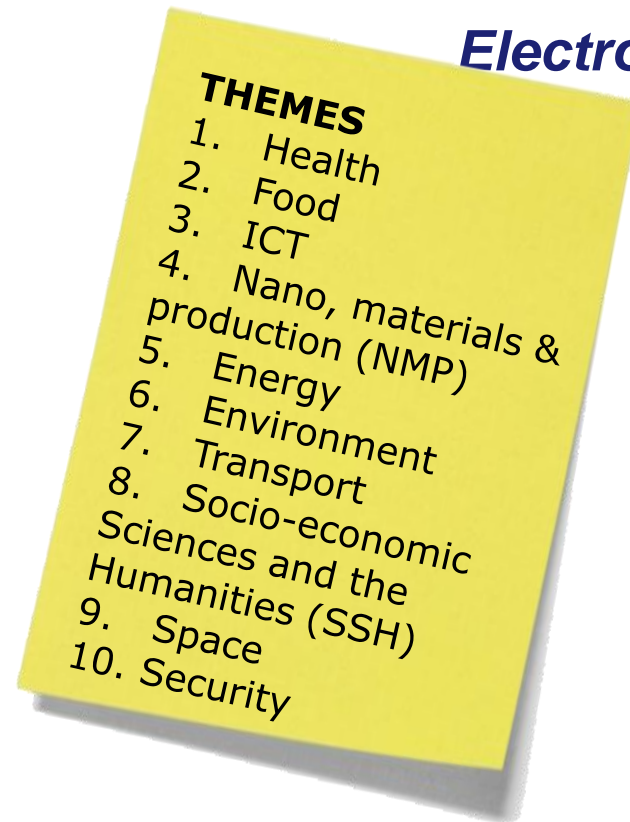 Electro
THEMES
1. Health
2. Food
3. ICT
4. Nano, materials &
production (NMP)
5. Energy
6. Environment
7. Transport
8. Socio-economic
Sciences and the
Humanities (SSH)
9. Space
10. Security